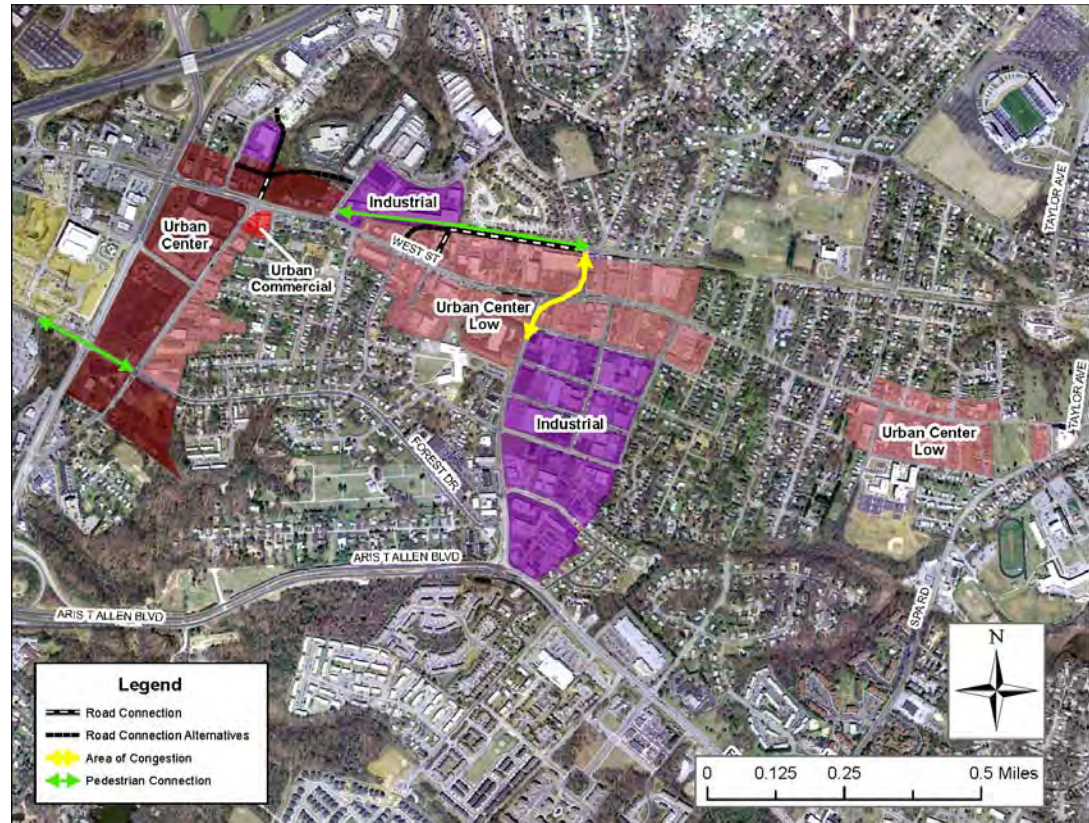 TAYLOR AVE
Industrial
Urban
Center
WEST ST
Urban
Commercial
Urban Center
Low
Industrial
Urban Center
Low
TAYLOR AVE
FOREST DR
ARIS T ALLEN BLVD
ARIS T ALLEN BLVD
SPA RD
Legend
Road Connection
Road Connection Alternatives
Area of Congestion
Pedestrian Connection
N
0 0.125 0.25 0.5 Miles